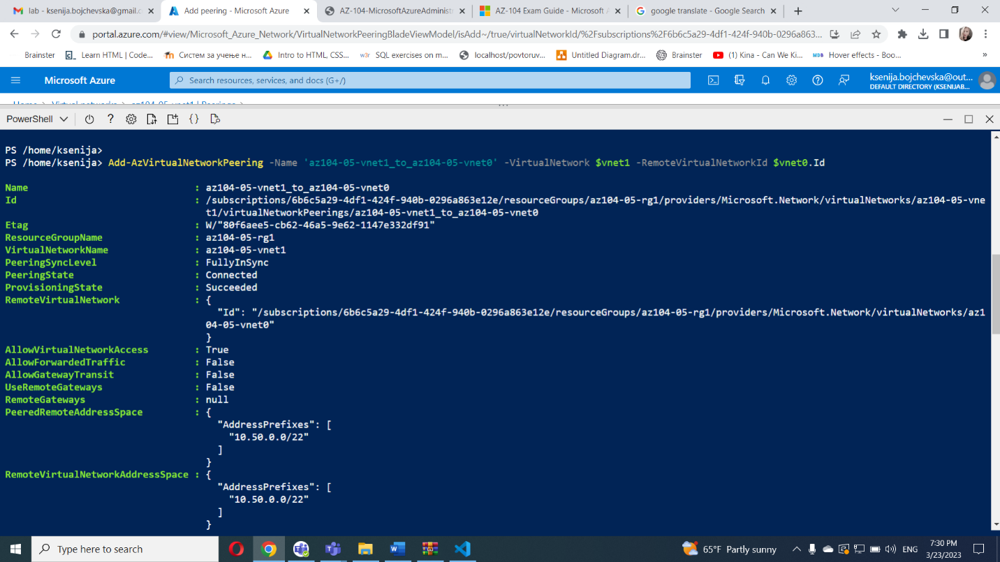 lab - ksenija.bojchevska@gmail.c
Add peering - Microsoft Azure
AZ-104-MicrosoftAzureAdminist
AZ-104 Exam Guide - Microsoft A
google translate - Google Search
portal.azure.com/#view/Microsoft_Azure_Network/VirtualNetworkPeeringBladeViewModel/isAdd~/true/virtualNetworkId/%2Fsubscriptions%2F6b6c5a29-4df1-424f-940b-0296a863...
Brainster
Learn HTML | Code...
Систем за учење н...
Intro to HTML, CSS...
SQL exercises on m...
localhost/povtoruv...
Untitled Diagram.dr...
Brainster
(1) Kina - Can We Ki...
Hover effects - Boo...
»
Microsoft Azure
Search resources, services, and docs (G+/)
ksenija.bojchevska@out...
DEFAULT DIRECTORY (KSENIJAB...
Home > Virtual networks > az104-05-vnet1 | Peerings >
PowerShell
PS /home/ksenija>
PS /home/ksenija> Add-AzVirtualNetworkPeering -Name 'az104-05-vnet1_to_az104-05-vnet0' -VirtualNetwork $vnet1 -RemoteVirtualNetworkId $vnet0.Id
Name : az104-05-vnet1_to_az104-05-vnet0
Id : /subscriptions/6b6c5a29-4df1-424f-940b-0296a863e12e/resourceGroups/az104-05-rg1/providers/Microsoft.Network/virtualNetworks/az104-05-vne
t1/virtualNetworkPeerings/az104-05-vnet1_to_az104-05-vnet0
Etag : W/"80f6aee5-cb62-46a5-9e62-1147e332df91"
ResourceGroupName : az104-05-rg1
VirtualNetworkName : az104-05-vnet1
PeeringSyncLevel : FullyInSync
PeeringState : Connected
ProvisioningState : Succeeded
RemoteVirtualNetwork : {
"Id": "/subscriptions/6b6c5a29-4df1-424f-940b-0296a863e12e/resourceGroups/az104-05-rg1/providers/Microsoft.Network/virtualNetworks/az1
04-05-vnet0"
}
AllowVirtualNetworkAccess : True
AllowForwardedTraffic : False
AllowGatewayTransit : False
UseRemoteGateways : False
RemoteGateways : null
PeeredRemoteAddressSpace : {
"AddressPrefixes": [
"10.50.0.0/22"
]
}
RemoteVirtualNetworkAddressSpace : {
"AddressPrefixes": [
"10.50.0.0/22"
]
}
Type here to search
65°F Partly sunny
ENG
7:30 PM
3/23/2023